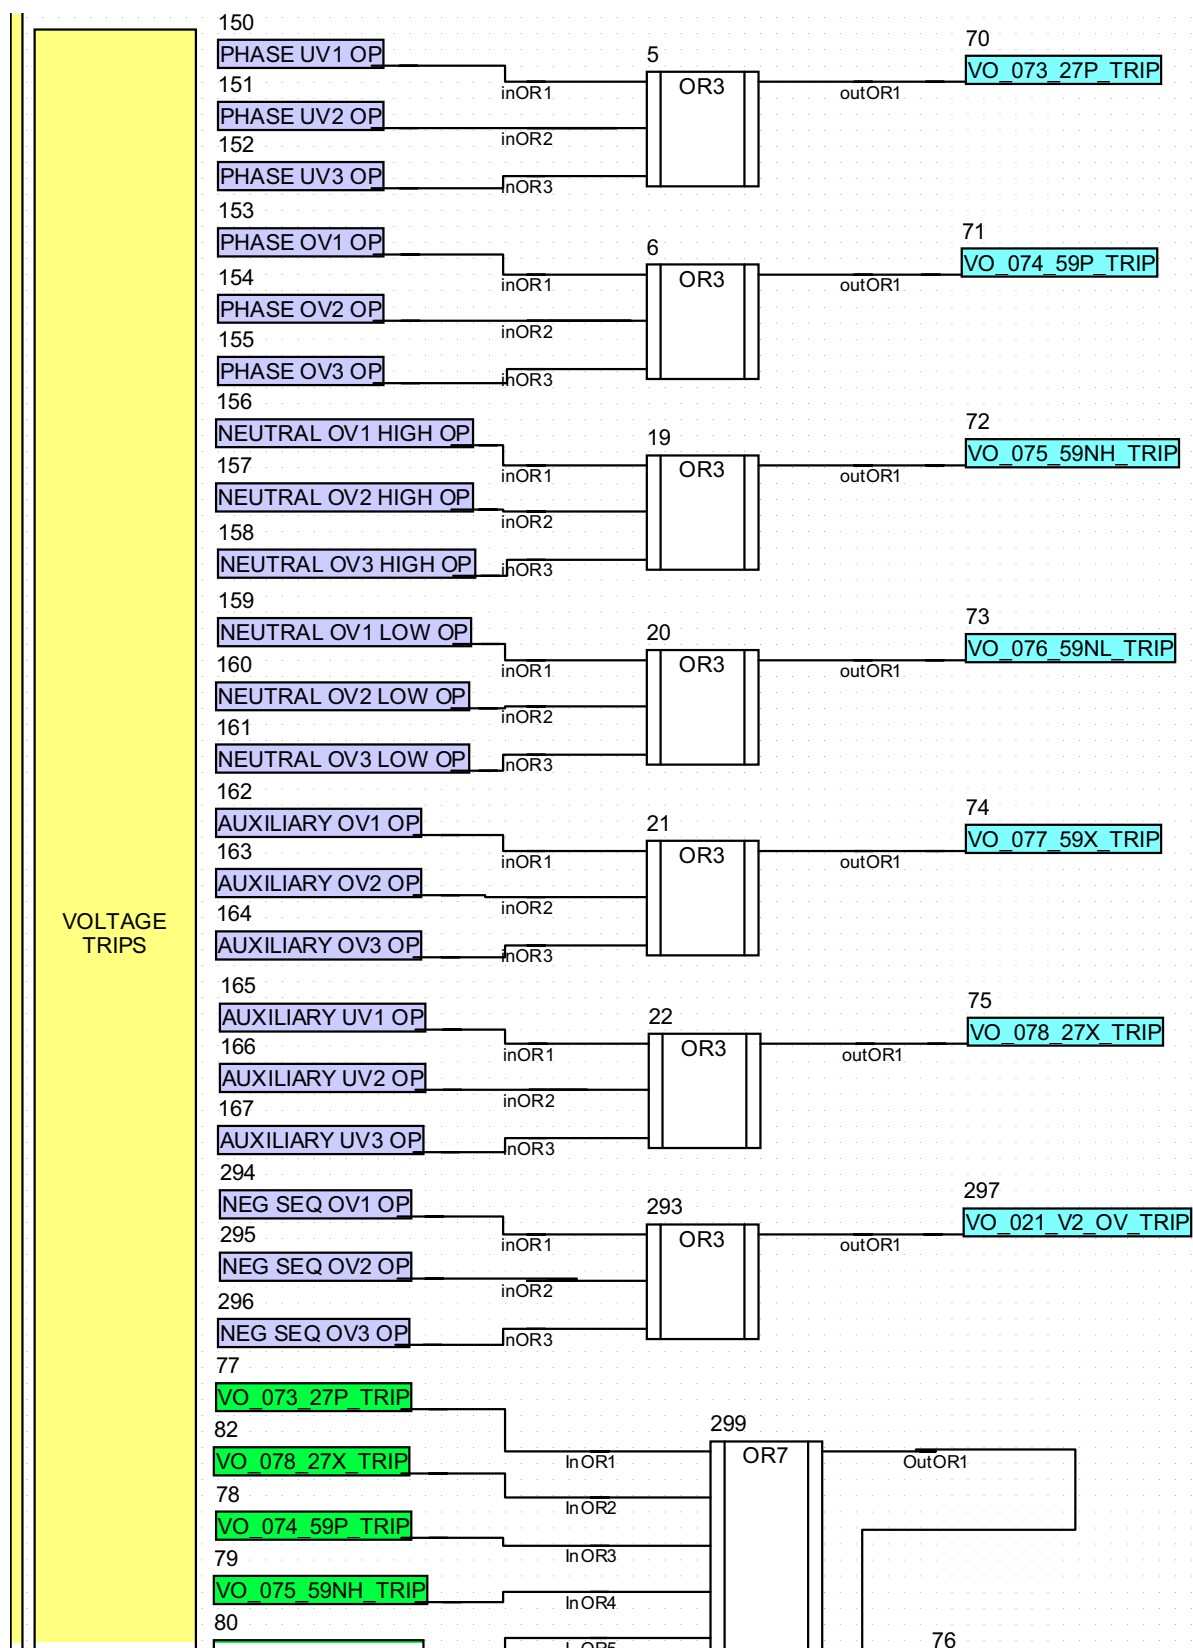 150
PHASE UV1 OP
5
70
VO_073_27P_TRIP
OR3
inOR1
outOR1
151
PHASE UV2 OP
inOR2
152
PHASE UV3 OP
inOR3
153
PHASE OV1 OP
6
71
VO_074_59P_TRIP
OR3
inOR1
outOR1
154
PHASE OV2 OP
inOR2
155
PHASE OV3 OP
inOR3
156
NEUTRAL OV1 HIGH OP
19
72
VO_075_59NH_TRIP
OR3
inOR1
outOR1
157
NEUTRAL OV2 HIGH OP
inOR2
158
NEUTRAL OV3 HIGH OP
inOR3
159
NEUTRAL OV1 LOW OP
20
73
VO_076_59NL_TRIP
OR3
inOR1
outOR1
160
NEUTRAL OV2 LOW OP
inOR2
161
NEUTRAL OV3 LOW OP
inOR3
162
AUXILIARY OV1 OP
21
74
VO_077_59X_TRIP
OR3
inOR1
outOR1
163
AUXILIARY OV2 OP
inOR2
VOLTAGE
TRIPS
164
AUXILIARY OV3 OP
inOR3
165
AUXILIARY UV1 OP
22
75
VO_078_27X_TRIP
OR3
inOR1
outOR1
166
AUXILIARY UV2 OP
inOR2
167
AUXILIARY UV3 OP
inOR3
294
NEG SEQ OV1 OP
293
297
VO_021_V2_OV_TRIP
OR3
inOR1
outOR1
295
NEG SEQ OV2 OP
inOR2
296
NEG SEQ OV3 OP
inOR3
77
VO_073_27P_TRIP
299
OR7
InOR1
OutOR1
82
VO_078_27X_TRIP
InOR2
78
VO_074_59P_TRIP
InOR3
79
VO_075_59NH_TRIP
InOR4
80
76